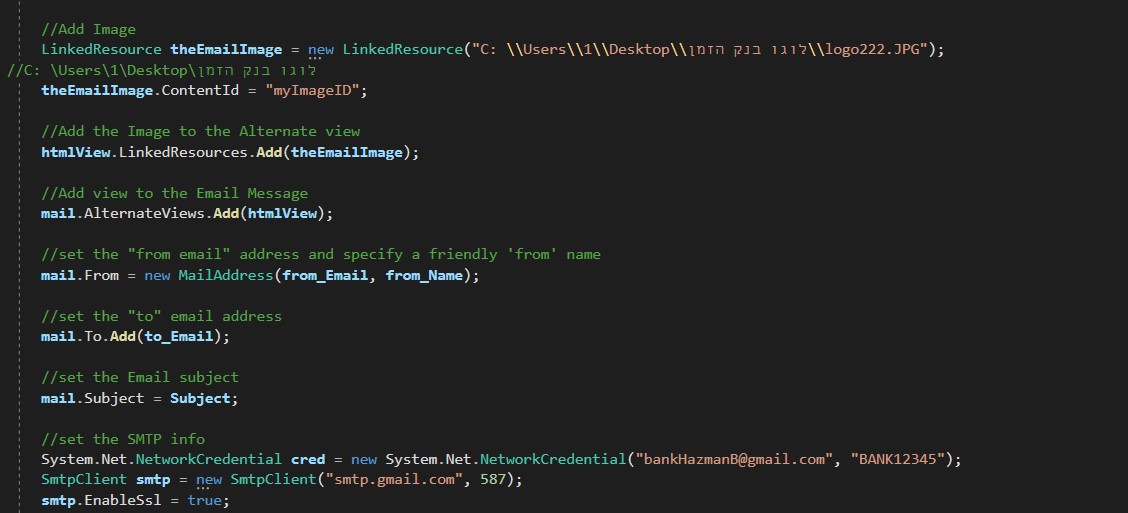 //Add Image
LinkedResource theEmailImage = new LinkedResource("C: \\Users\\1\\Desktop\\לוגו בנק הזמן\\logo222.JPG");
//C: \Users\1\Desktop\לוגו בנק הזמן
theEmailImage.ContentId = "myImageID";
//Add the Image to the Alternate view
htmlView.LinkedResources.Add(theEmailImage);
//Add view to the Email Message
mail.AlternateViews.Add(htmlView);
//set the "from email" address and specify a friendly 'from' name
mail.From = new MailAddress(from_Email, from_Name);
//set the "to" email address
mail.To.Add(to_Email);
//set the Email subject
mail.Subject = Subject;
//set the SMTP info
System.Net.NetworkCredential cred = new System.Net.NetworkCredential("bankHazmanB@gmail.com", "BANK12345");
SmtpClient smtp = new SmtpClient("smtp.gmail.com", 587);
smtp.EnableSsl = true;